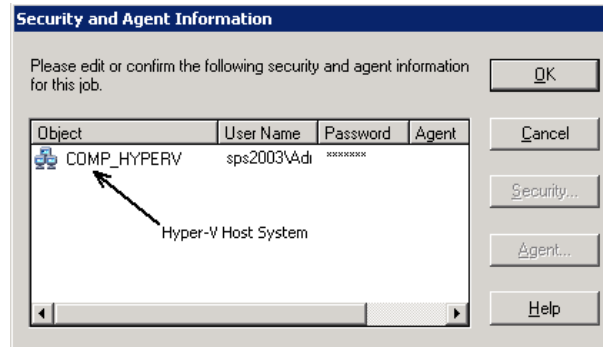 Security and Agent Information
Please edit or confirm the following security and agent information
for this job.
OK
Object User Name Password Agent
Cancel
COMP_HYPERV sps2003\Adı xxxxxxx
Security...
Hyper-V Host System
Agent...
Help